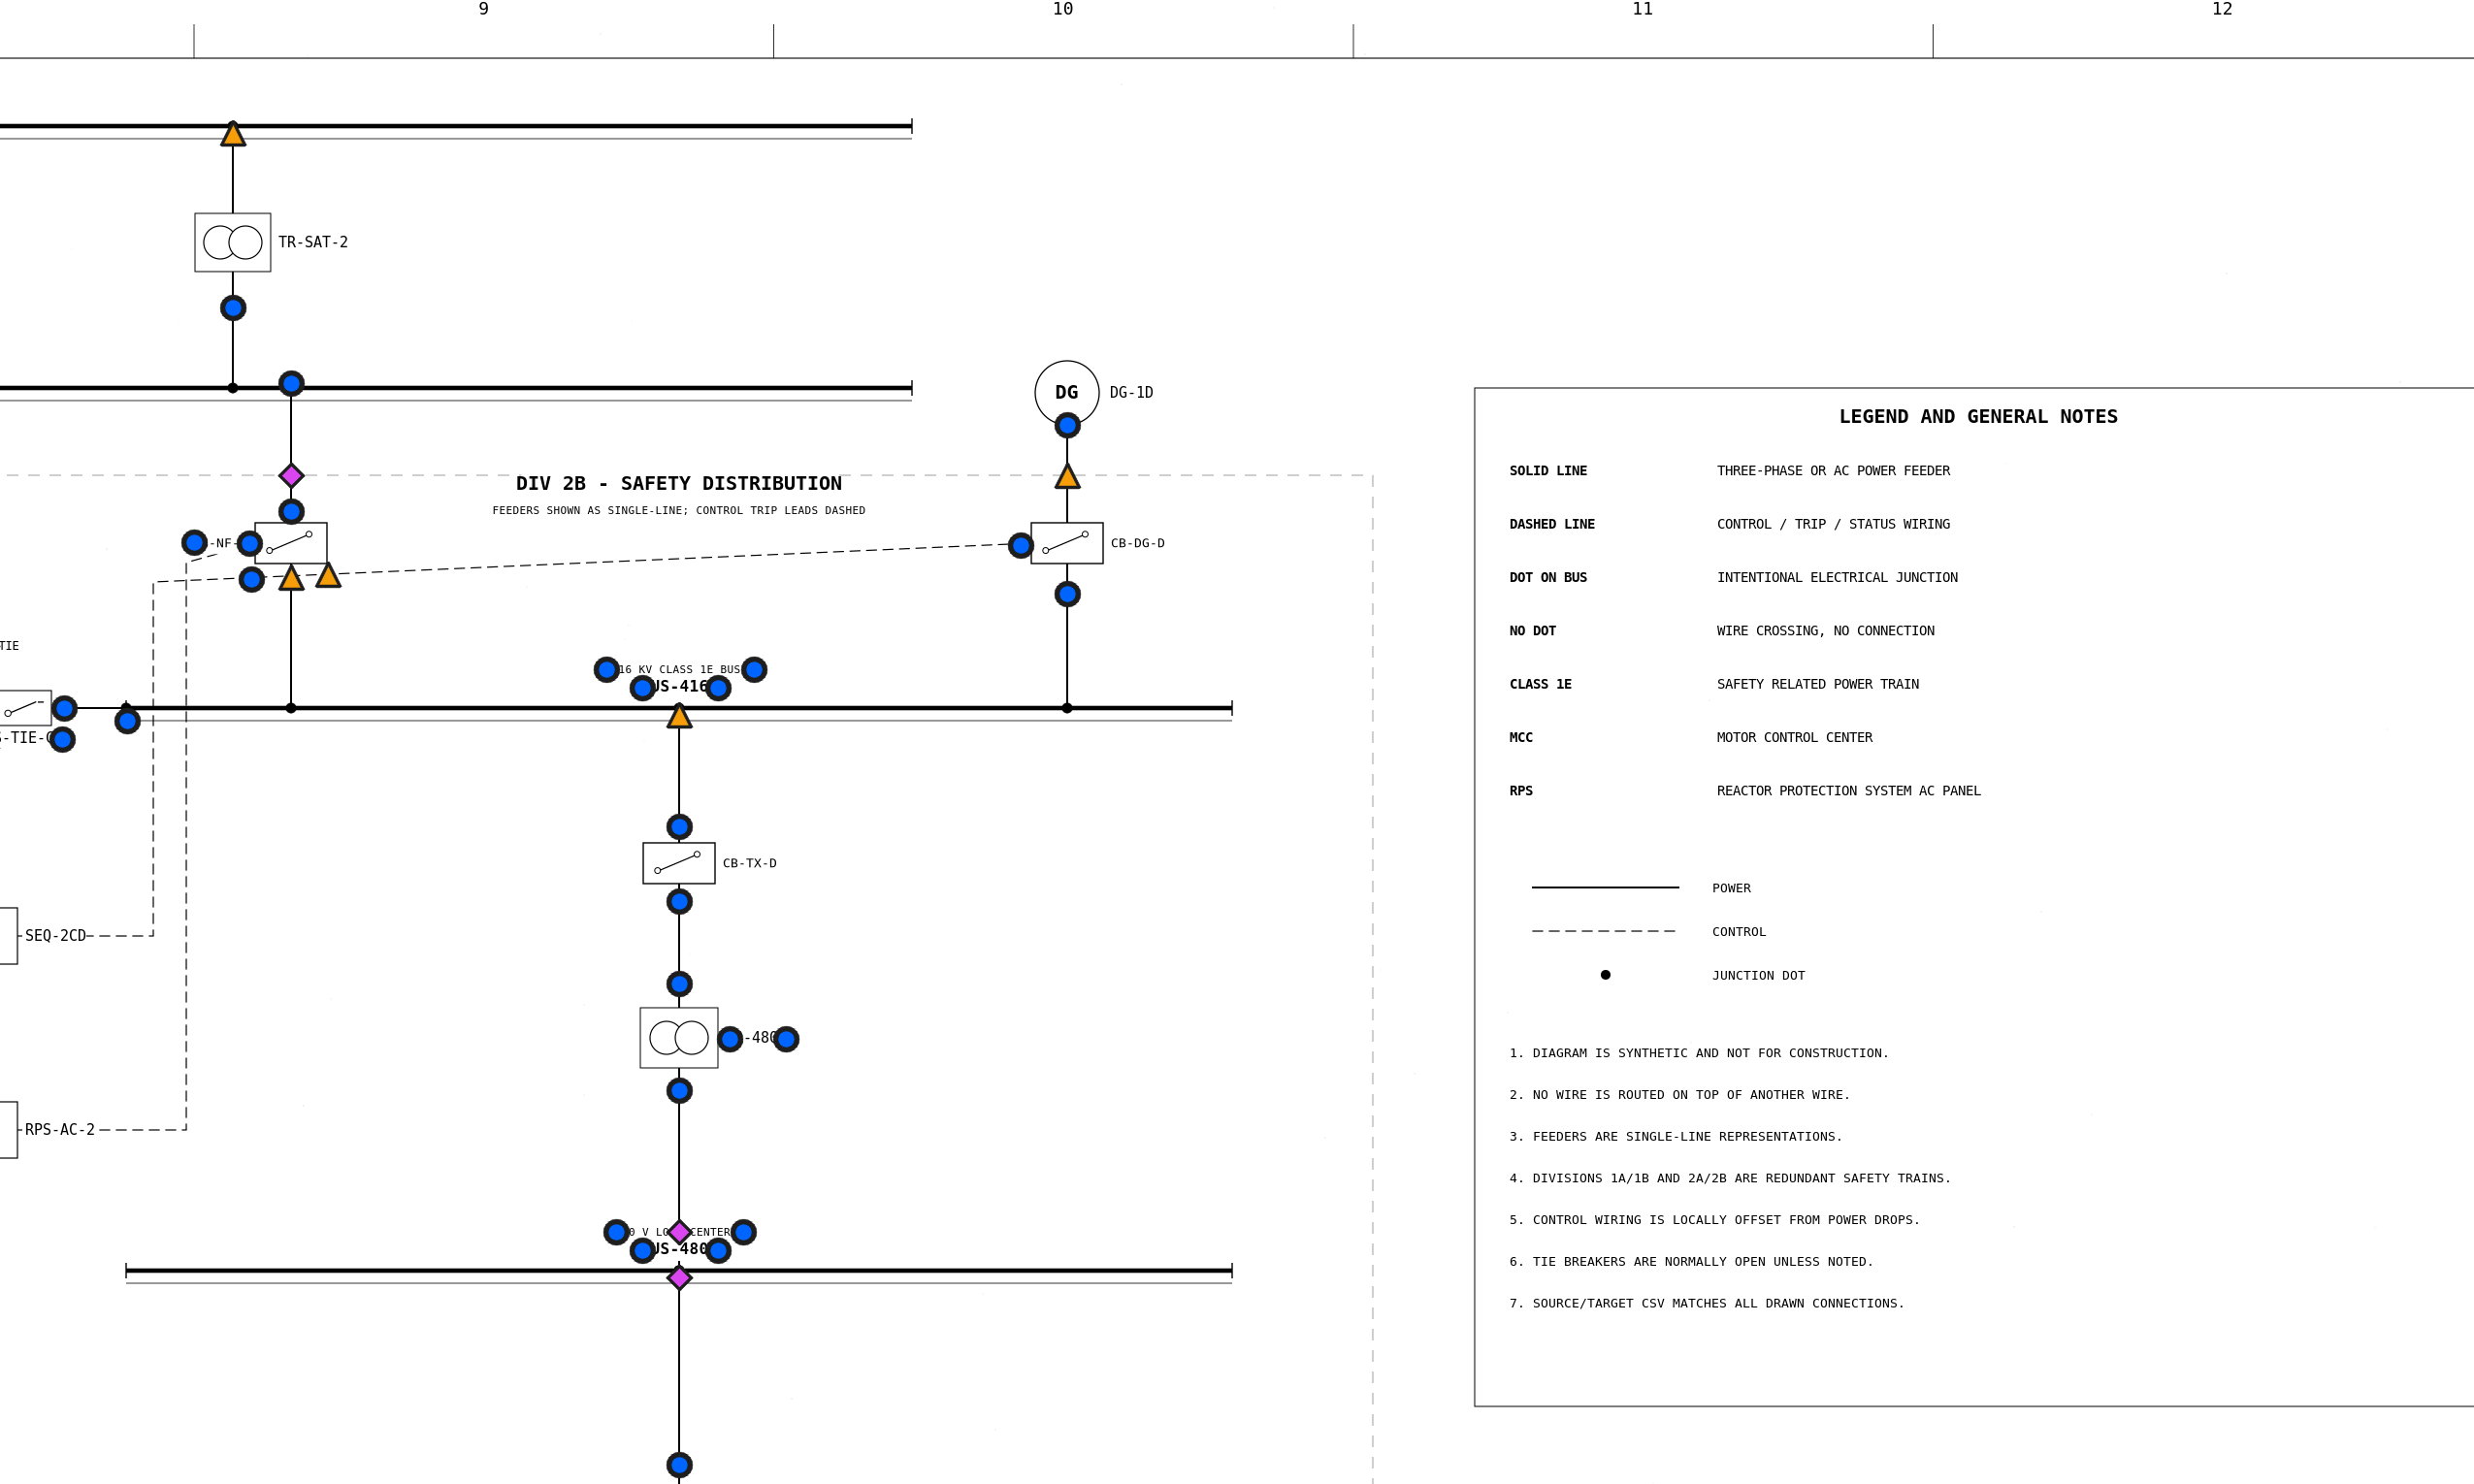 9 10 11 12
TR-SAT-2
DG DG-1D
DIV 2B - SAFETY DISTRIBUTION
FEEDERS SHOWN AS SINGLE-LINE; CONTROL TRIP LEADS DASHED
-NF-
CB-DG-D
TIE
16 KV CLASS 1E BUS
US-416
-TIE-
CB-TX-D
SEQ-2CD
-480
RPS-AC-2
0 V LO CENTER
US-480
LEGEND AND GENERAL NOTES
SOLID LINE THREE-PHASE OR AC POWER FEEDER
DASHED LINE CONTROL / TRIP / STATUS WIRING
DOT ON BUS INTENTIONAL ELECTRICAL JUNCTION
NO DOT WIRE CROSSING, NO CONNECTION
CLASS 1E SAFETY RELATED POWER TRAIN
MCC MOTOR CONTROL CENTER
RPS REACTOR PROTECTION SYSTEM AC PANEL
POWER
CONTROL
JUNCTION DOT
1. DIAGRAM IS SYNTHETIC AND NOT FOR CONSTRUCTION.
2. NO WIRE IS ROUTED ON TOP OF ANOTHER WIRE.
3. FEEDERS ARE SINGLE-LINE REPRESENTATIONS.
4. DIVISIONS 1A/1B AND 2A/2B ARE REDUNDANT SAFETY TRAINS.
5. CONTROL WIRING IS LOCALLY OFFSET FROM POWER DROPS.
6. TIE BREAKERS ARE NORMALLY OPEN UNLESS NOTED.
7. SOURCE/TARGET CSV MATCHES ALL DRAWN CONNECTIONS.